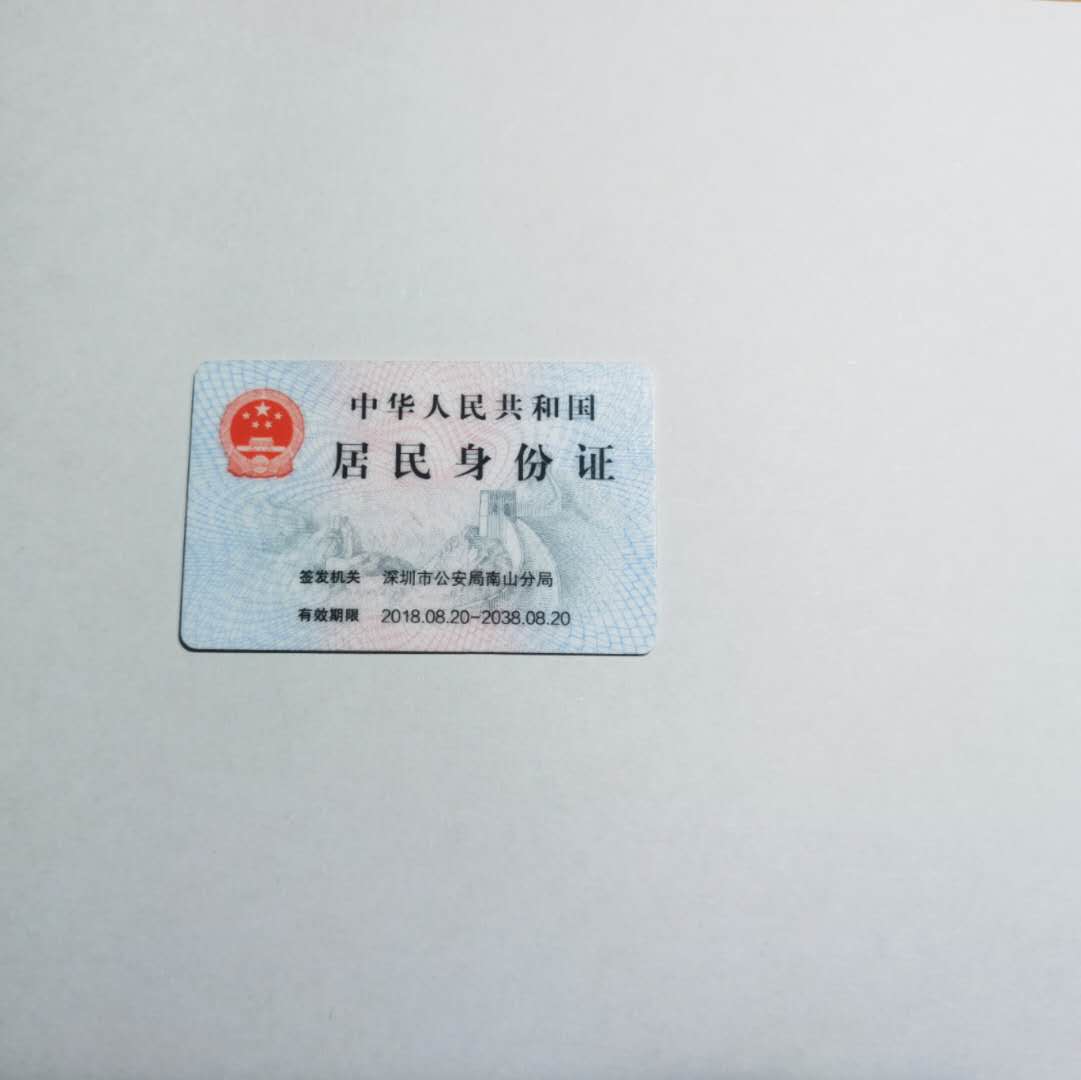 中华人民共和国
居民身份证
签发机关 深圳市公安局南山分局
有效期限 2018.08.20-2038.08.20